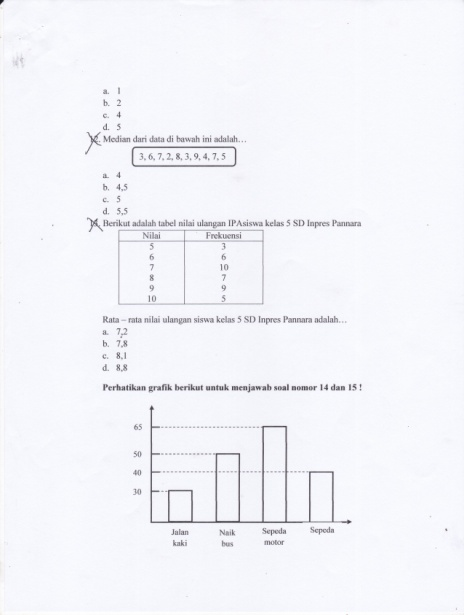 a. 1
b. 2
c. 4
d. 5
12. Median dari data di bawah ini adalah…
3, 6, 7, 2, 8, 3, 9, 4, 7, 5
a. 4
b. 4,5
c. 5
d. 5,5
Berikut adalah tabel nilai ulangan IPAsiswa kelas 5 SD Inpres Pannara
Nilai Frekuensi
5 3
6 6
7 10
8 7
9 9
10 5
Rata – rata nilai ulangan siswa kelas 5 SD Inpres Pannara adalah…
a. 7,2
b. 7,8
c. 8,1
d. 8,8
Perhatikan grafik berikut untuk menjawab soal nomor 14 dan 15 !
65
50
40
30
Jalan kaki
Naik bus
Sepeda motor
Sepeda